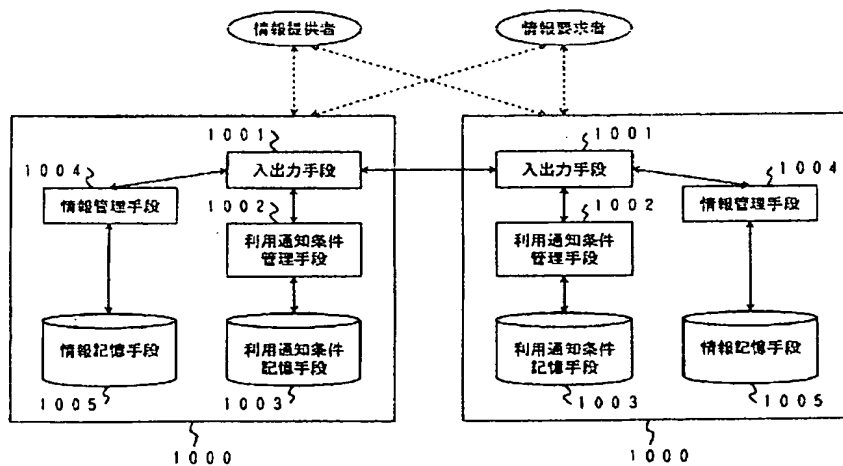 情報提供者
情報要求者
1001
入出力手段
1004
情報管理手段
1002
利用通知条件
管理手段
情報記憶手段
利用通知条件
記憶手段
1005
1003
1000
1001
入出力手段
1004
情報管理手段
1002
利用通知条件
管理手段
利用通知条件
記憶手段
情報記憶手段
1003
1005
1000